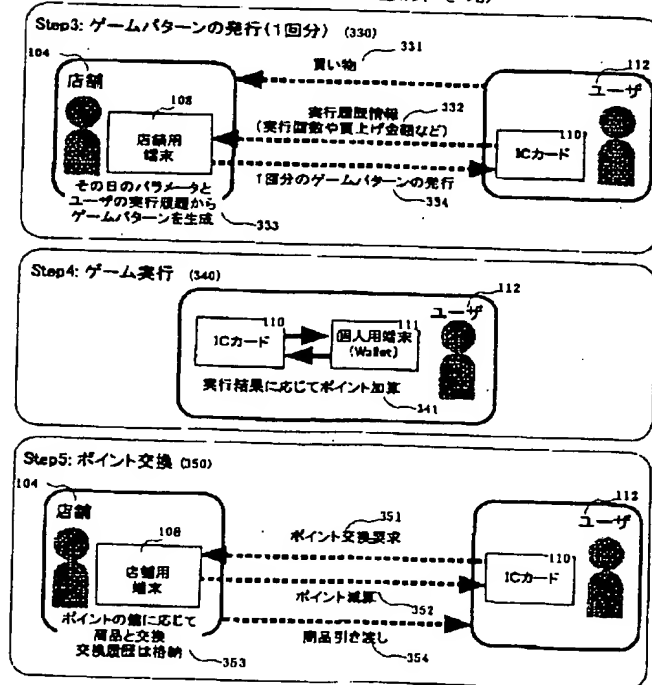 Step3: ゲームパターンの発行(1回分) (330)
104
店舗
108
店舗用
端末
その日のパラメータと
ユーザの実行履歴から
ゲームパターンを生成
333
331
買い物
実行履歴情報 332
(実行回数や買上げ金額など)
1回分のゲームパターンの発行
334
112
ユーザ
110
ICカード
Step4: ゲーム実行 (340)
112
ユーザ
110
ICカード
111
個人用端末
(Wallet)
実行結果に応じてポイント加算
341
Step5: ポイント交換 (350)
104
店舗
108
店舗用
端末
ポイントの値に応じて
商品と交換
交換履歴は格納
353
351
ポイント交換要求
ポイント減算
352
商品引き渡し
354
112
ユーザ
110
ICカード